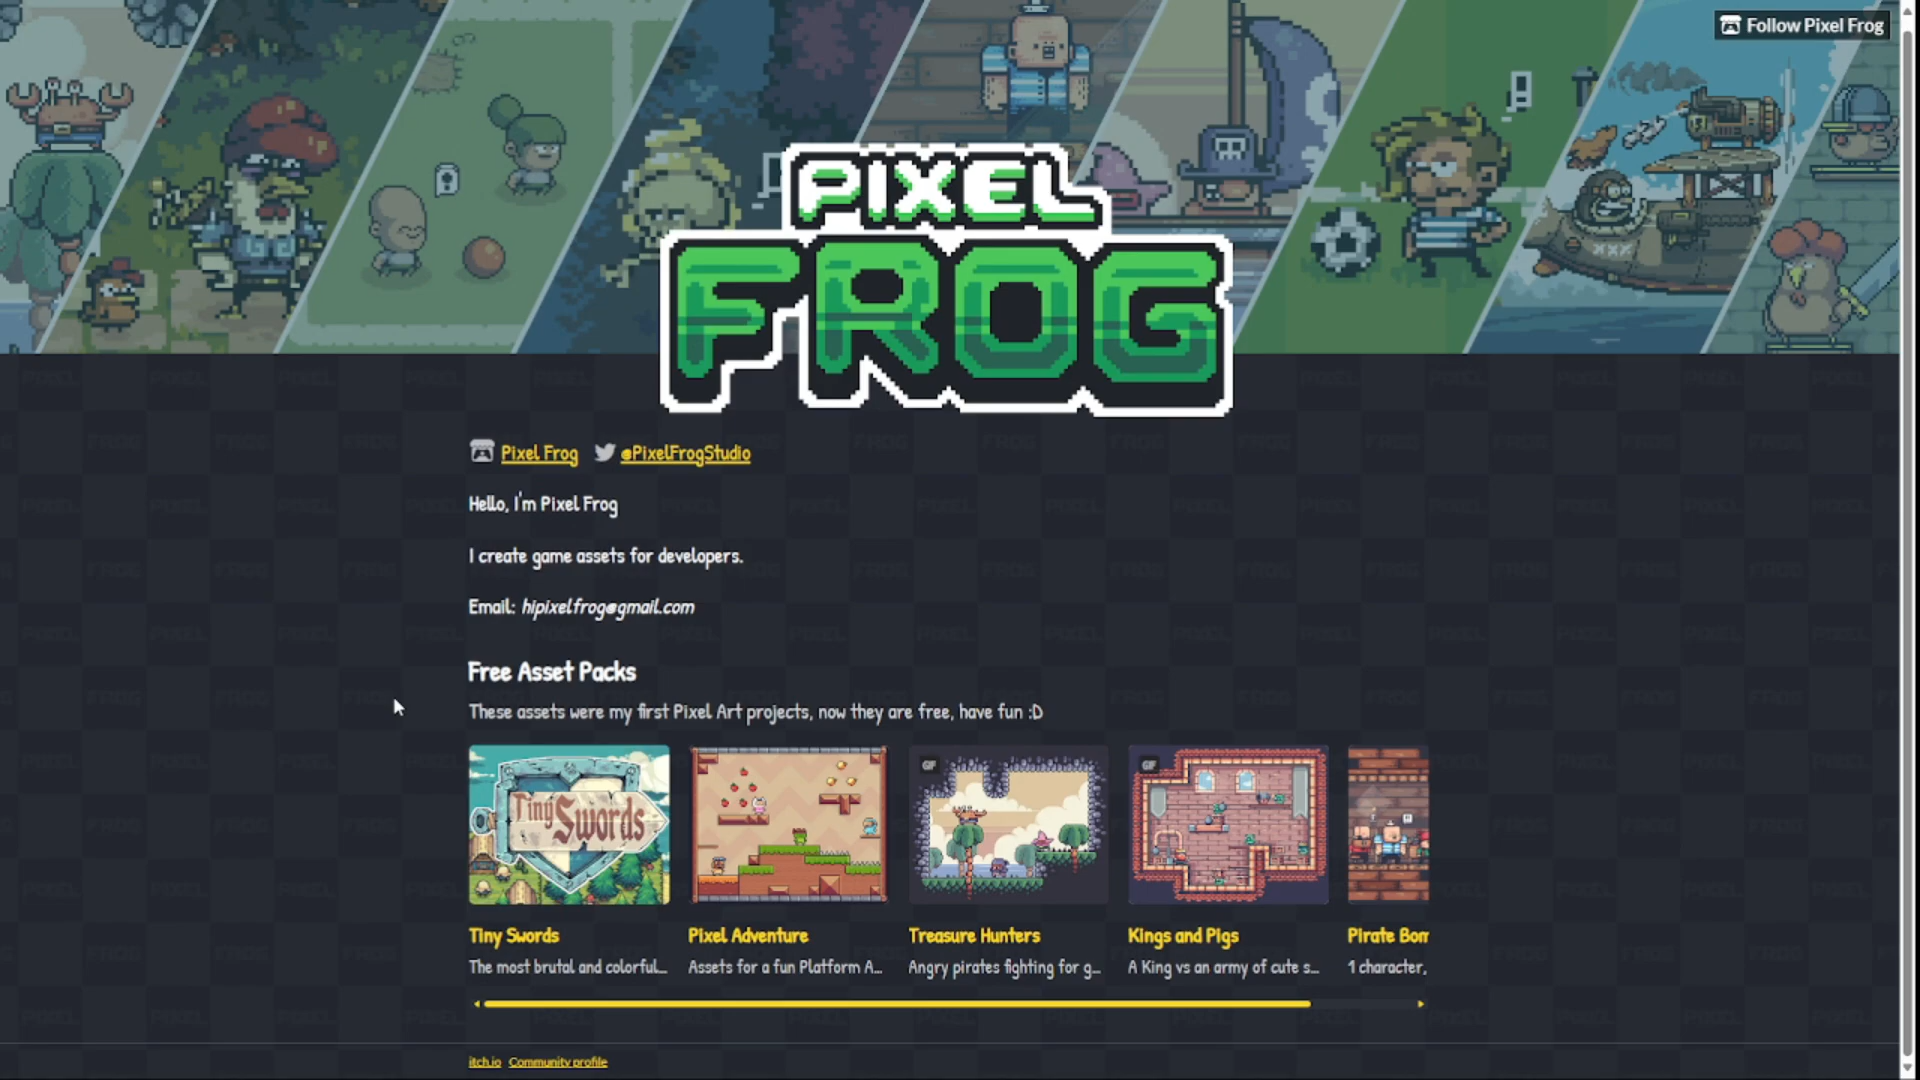 Follow Pixel Frog
PIXEL
FROG
Pixel Frog @PixelFrogStudio
Hello, I'm Pixel Frog
I create game assets for developers.
Email: hipixelfrog@gmail.com
Free Asset Packs
These assets were my first Pixel Art projects, now they are free, have fun :D
Tiny Swords
GIF
GIF
Tiny Swords
The most brutal and colorful...
Pixel Adventure
Assets for a fun Platform A...
Treasure Hunters
Angry pirates fighting for g...
Kings and Pigs
A King vs an army of cute s...
Pirate Bom
1 character,
itch.io Community profile